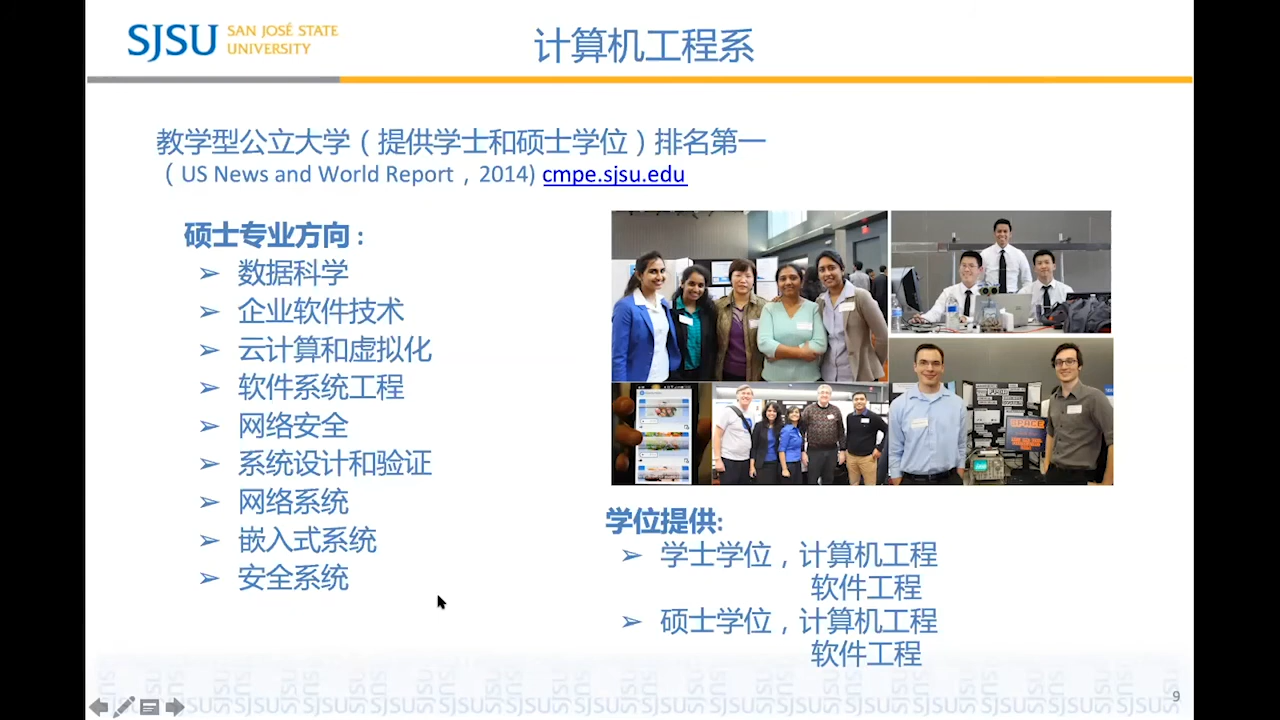 SJSU SAN JOSÉ STATE
UNIVERSITY
计算机工程系
教学型公立大学（提供学士和硕士学位）排名第一
（US News and World Report，2014) cmpe.sjsu.edu
硕士专业方向：
➢ 数据科学
➢ 企业软件技术
➢ 云计算和虚拟化
➢ 软件系统工程
➢ 网络安全
➢ 系统设计和验证
➢ 网络系统
➢ 嵌入式系统
➢ 安全系统
SPACE
学位提供:
➢ 学士学位，计算机工程
软件工程
➢ 硕士学位，计算机工程
软件工程
9